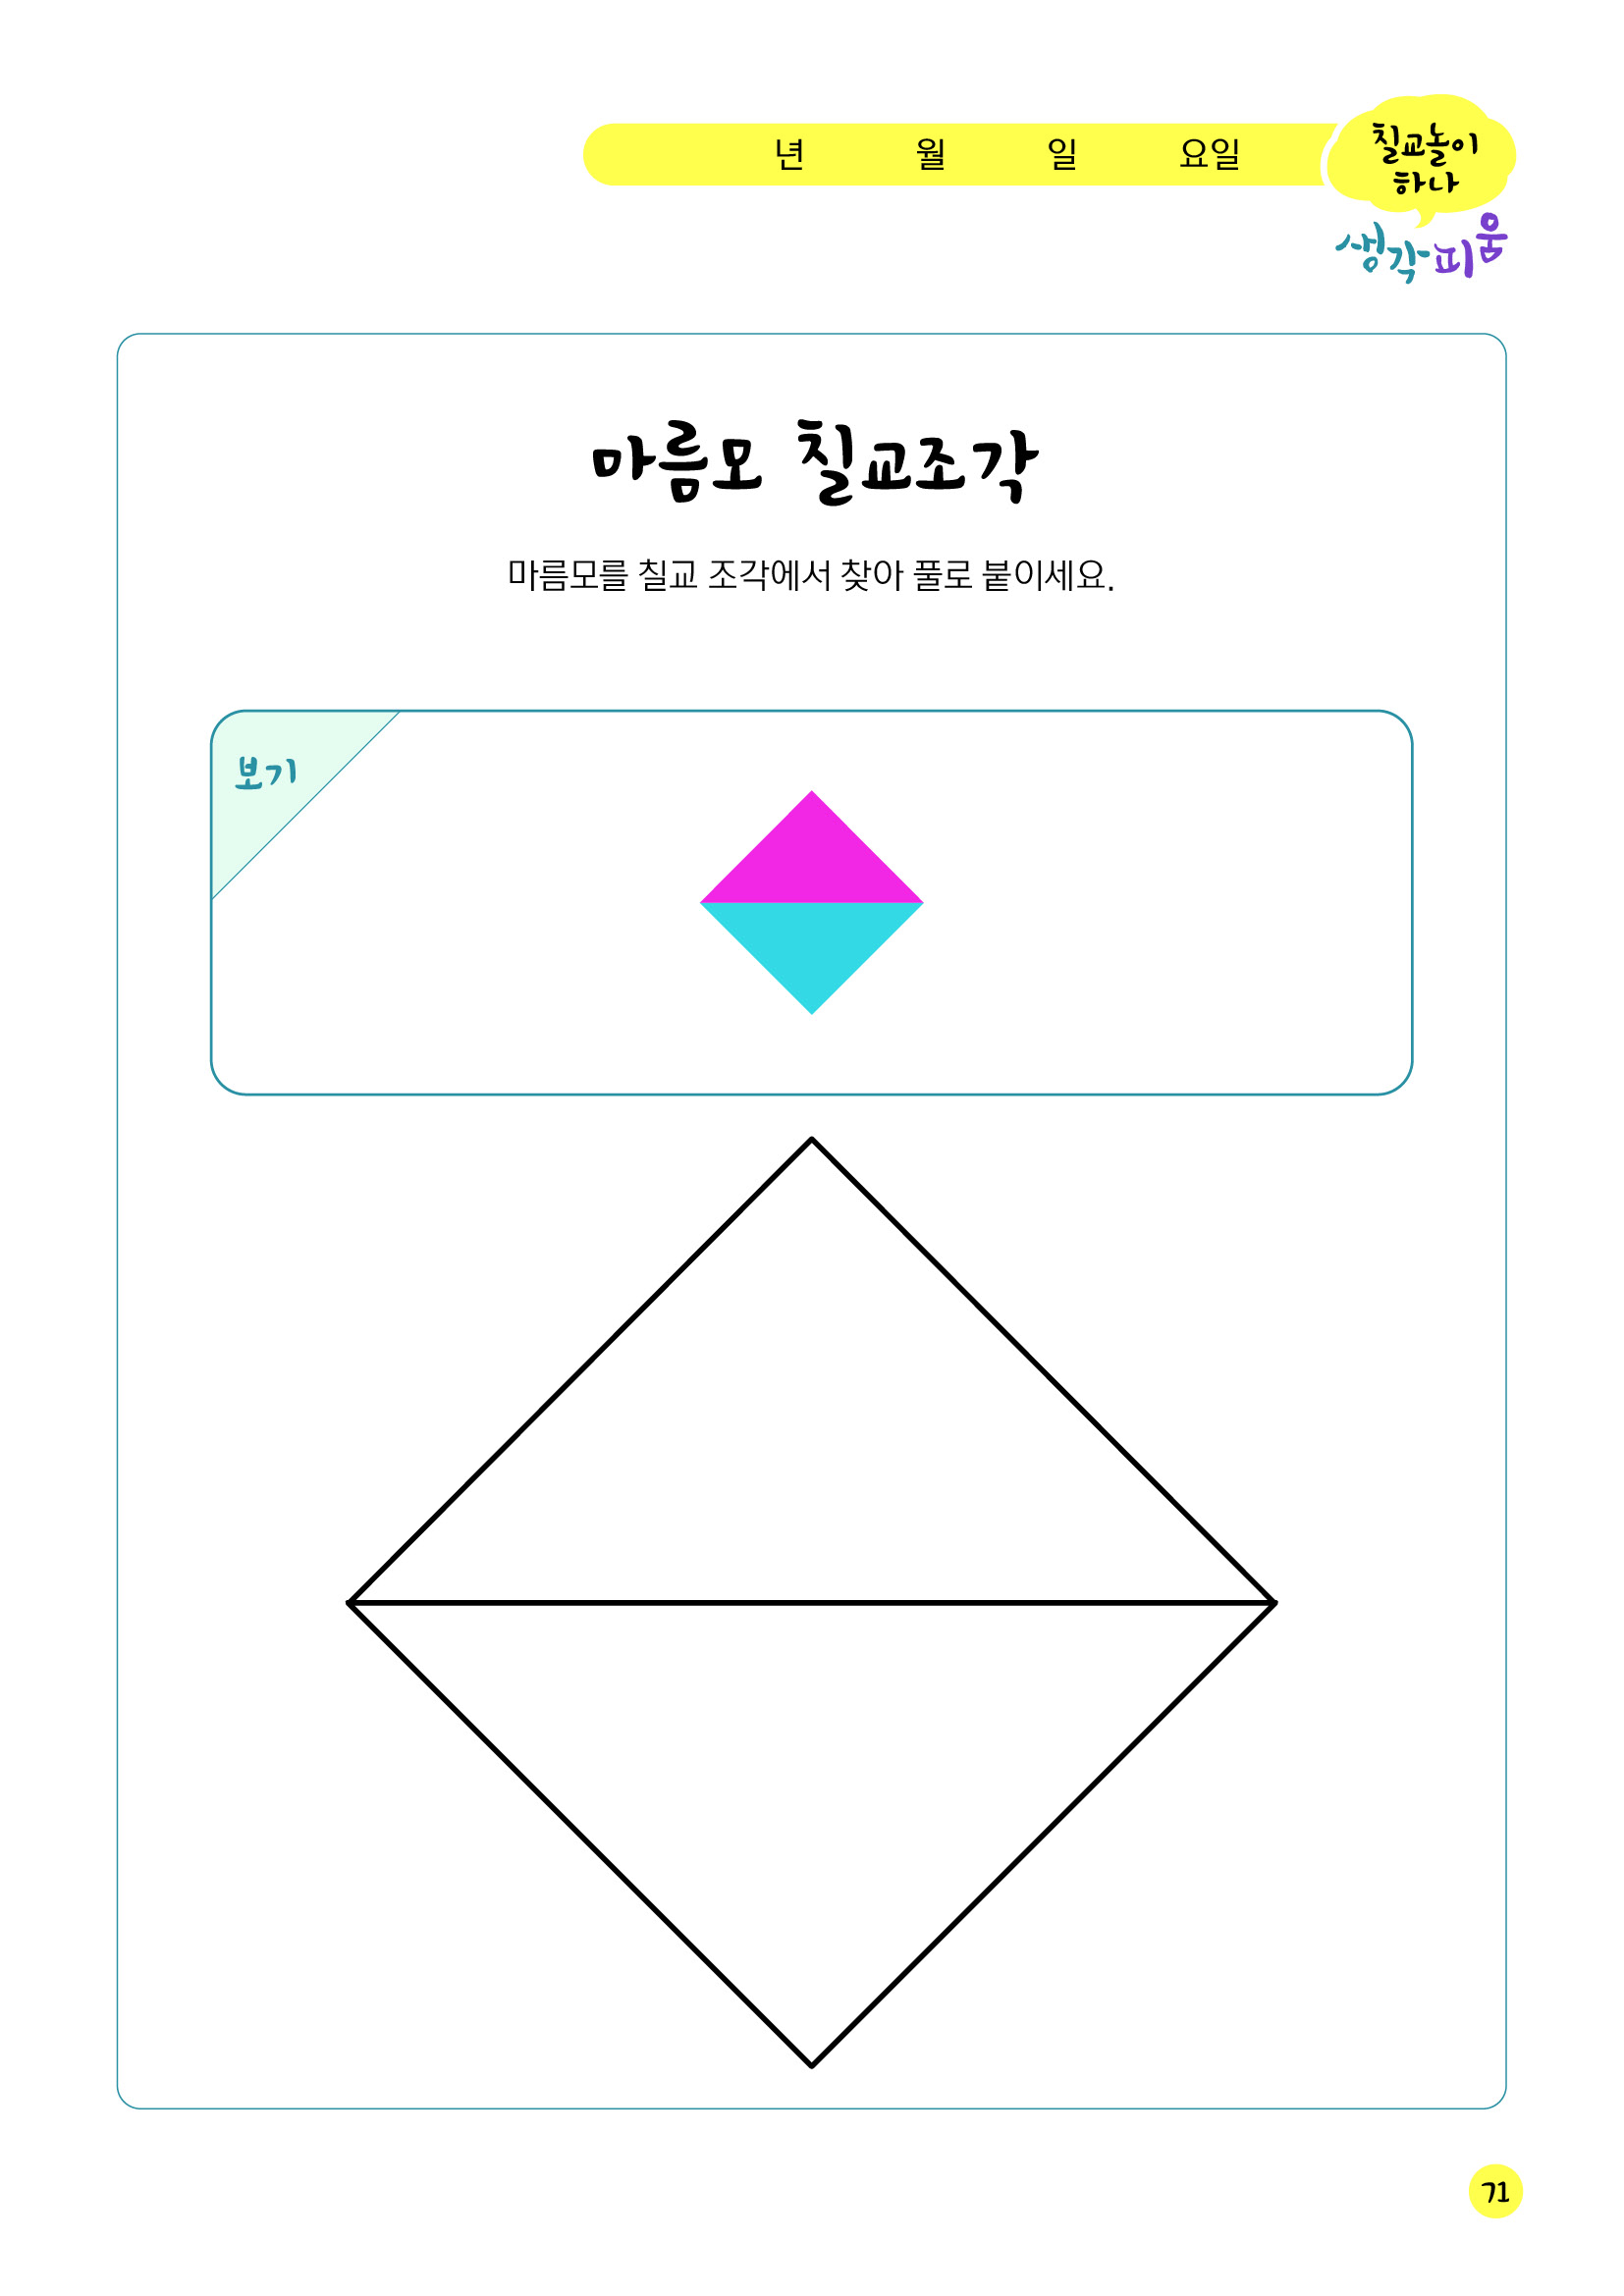 년 월 일 요일
칠교놀이
하나
생각피움
마름모 칠교조각
마름모를 칠교 조각에서 찾아 풀로 붙이세요.
보기
71